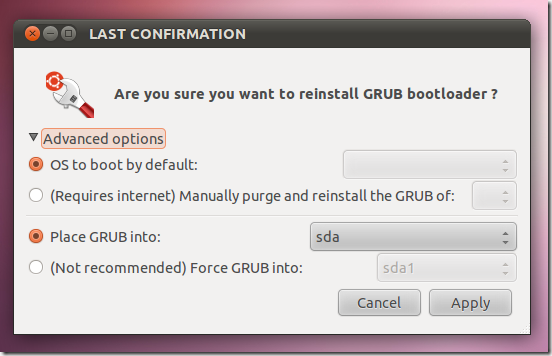 LAST CONFIRMATION
Are you sure you want to reinstall GRUB bootloader ?
Advanced options
OS to boot by default:
(Requires internet) Manually purge and reinstall the GRUB of:
Place GRUB into: sda
(Not recommended) Force GRUB into: sda1
Cancel Apply